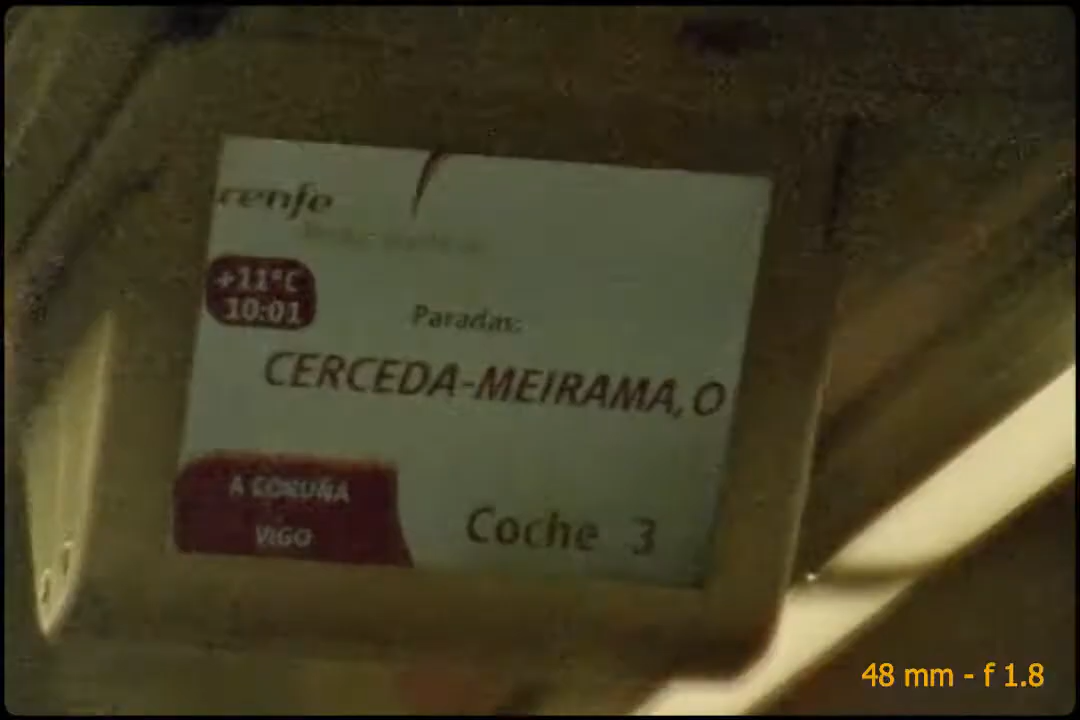 renfe
+11°C
10:01
Paradas:
CERCEDA-MEIRAMA, O
A CORUÑA
VIGO
Coche 3
48 mm - f 1.8